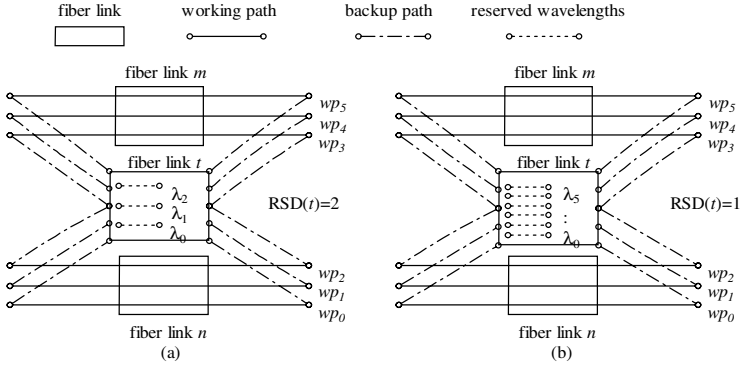 fiber link working path backup path reserved wavelengths
fiber link m fiber link m
wp5 wp5
wp4 wp4
wp3 wp3
fiber link t fiber link t
λ2 λ5
RSD(t)=2 RSD(t)=1
λ1 :
λ0 λ0
wp2 wp2
wp1 wp1
wp0 wp0
fiber link n fiber link n
(a) (b)